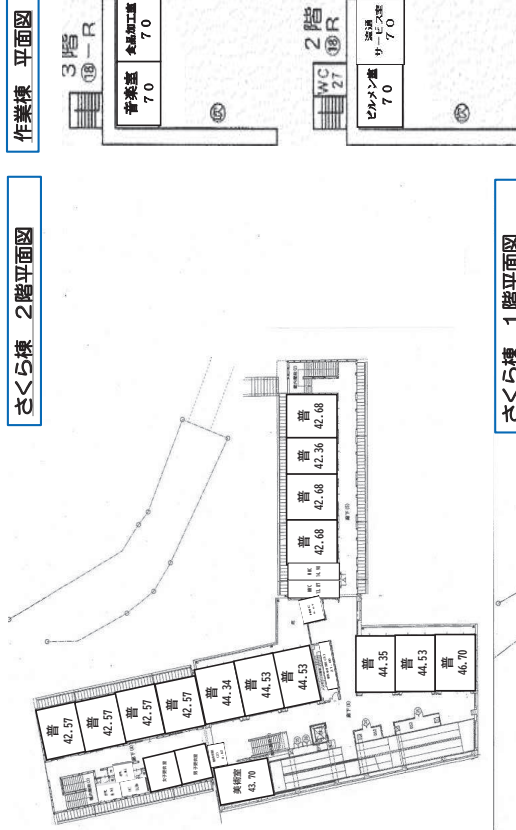 作業棟 平面図
3階
⑱-R
音楽室
70
食品加工室
70
2階
⑱R
WC
27
ビルメン室
70
流通
サービス室
70
さくら棟 2階平面図
普
42.68
普
42.68
普
42.36
普
42.68
普
42.57
普
42.57
普
42.57
普
42.57
普
44.34
普
44.53
普
44.53
普
44.35
普
44.53
普
46.70
美術室
43.70
さくら棟 1階平面図